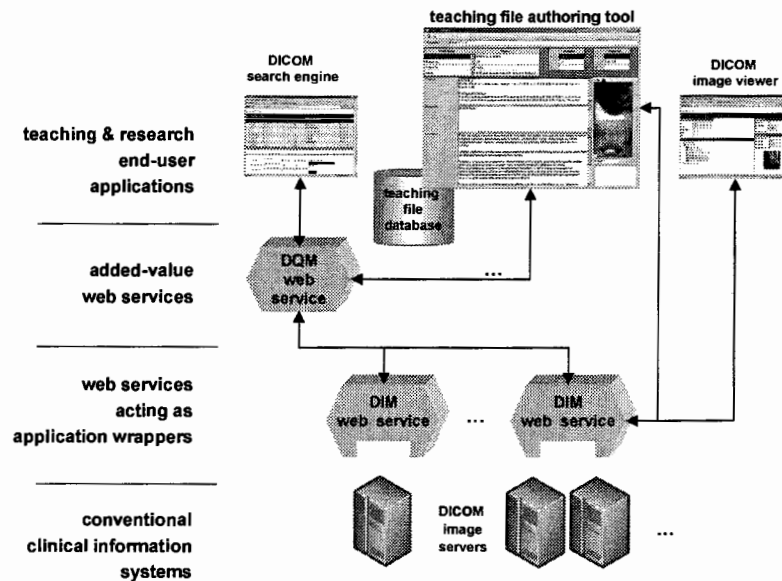 teaching file authoring tool
DICOM
search engine
DICOM
image viewer
teaching & research
end-user
applications
teaching
file
database
added-value
web services
DQM
web
service
...
web services
acting as
application wrappers
DIM
web service
...
DIM
web service
conventional
clinical information
systems
DICOM
image
servers
...